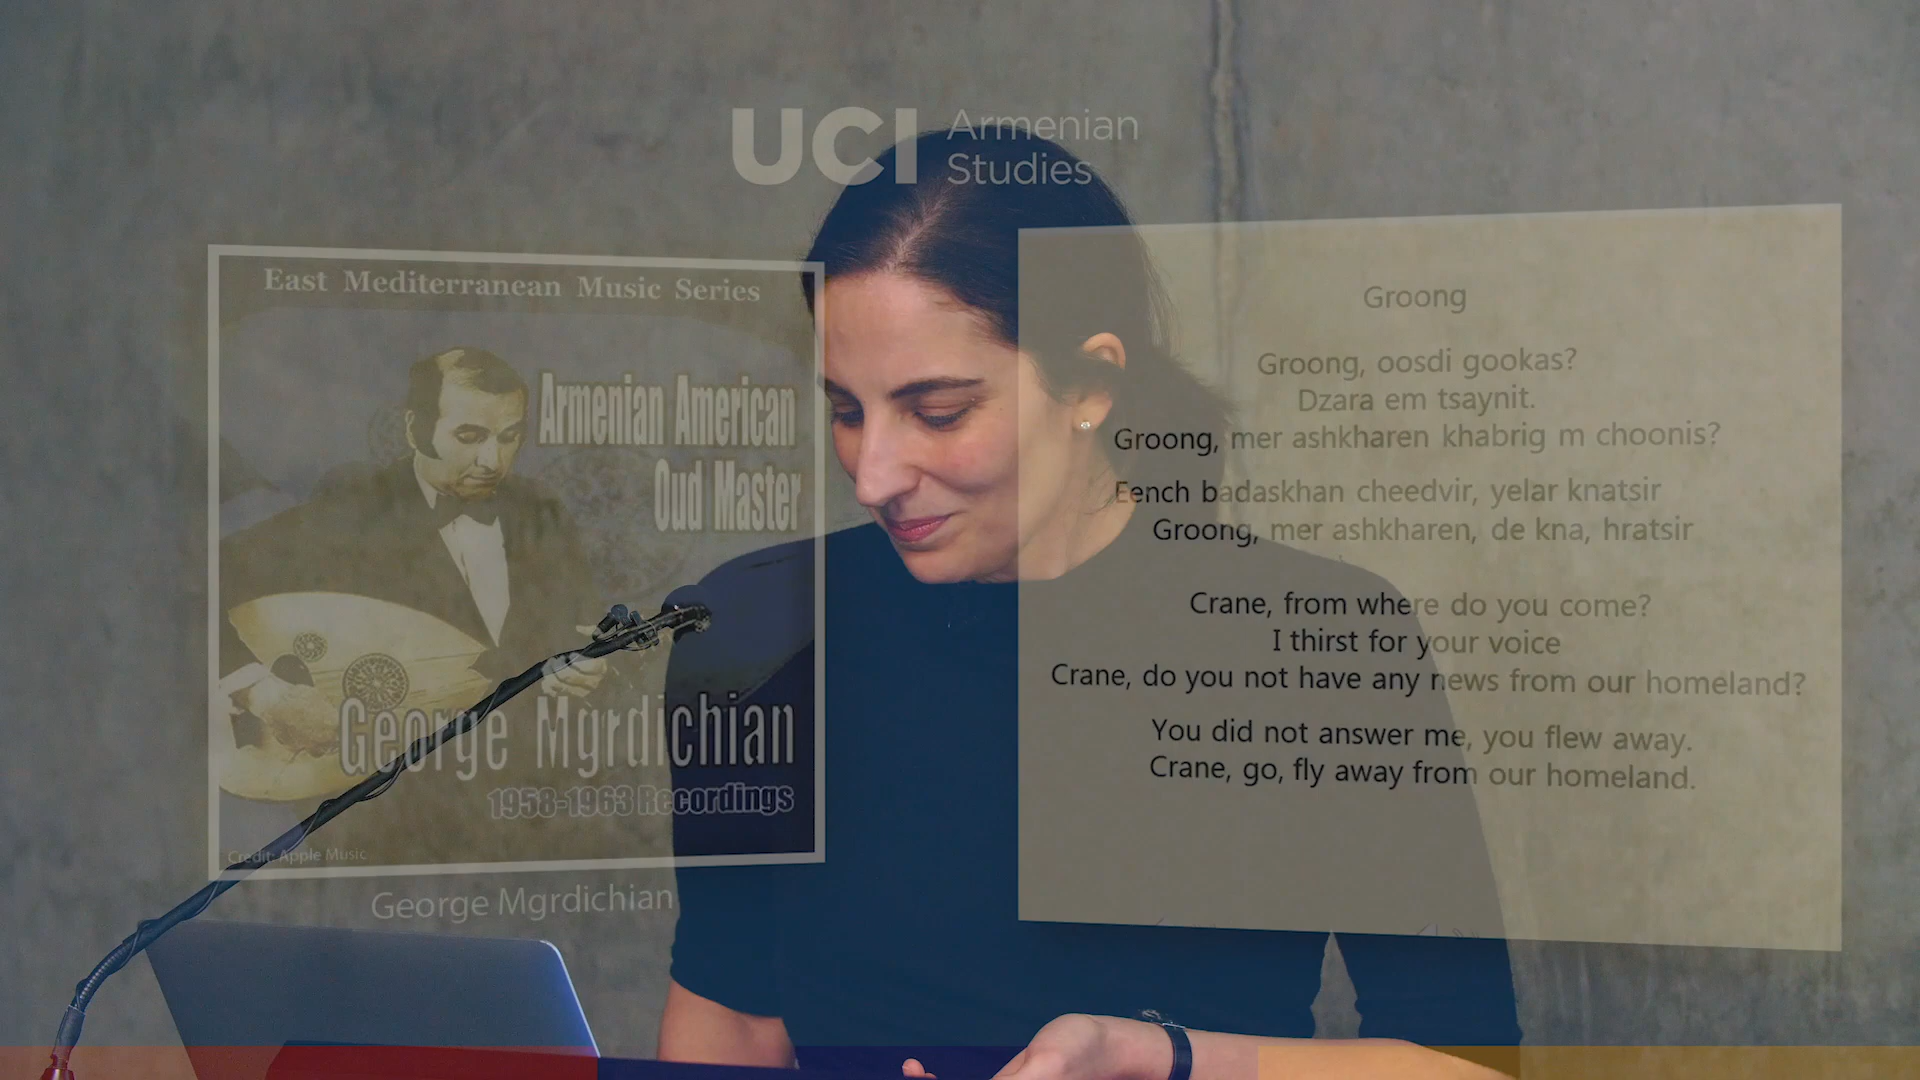 UCI Armenian
Studies
East Mediterranean Music Series
Armenian American
Oud Master
George Mgrdichian
1958-1963 Recordings
Credit: Apple Music
George Mgrdichian
Groong
Groong, oosdi gookas?
Dzara em tsaynit.
Groong, mer ashkharen khabrig m choonis?
Eench badaskhan cheedvir, yelar knatsir
Groong, mer ashkharen, de kna, hratsir
Crane, from where do you come?
I thirst for your voice
Crane, do you not have any news from our homeland?
You did not answer me, you flew away.
Crane, go, fly away from our homeland.